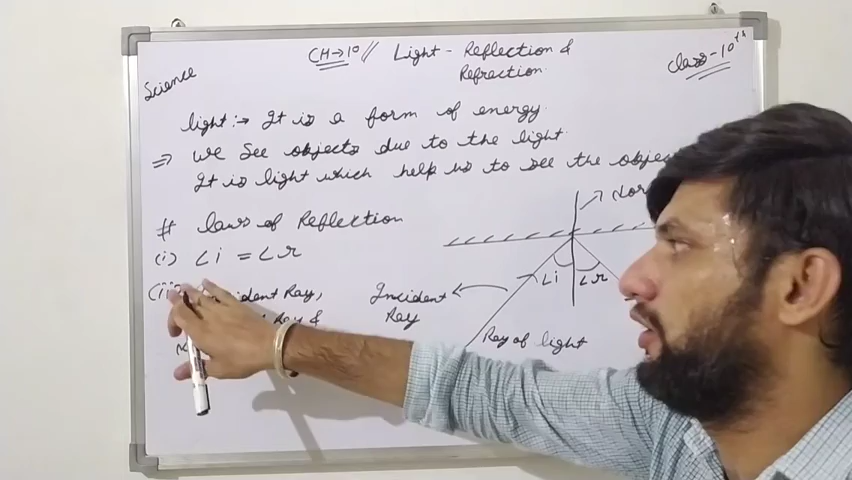 CH→10 // Light - Reflection &
Refraction
Class-10th
Science
light:→ It is a form of energy.
⇒ we see objects due to the light.
It is light which help us to see the
# laws of Reflection
(i) ∠i = ∠r
(ii) Incident Ray,
Ray &
Incident
Ray
∠i
∠r
Ray of light